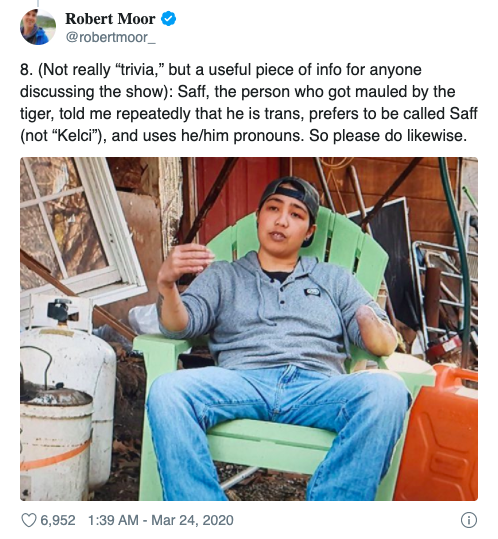 Robert Moor
@robertmoor_
8. (Not really “trivia,” but a useful piece of info for anyone
discussing the show): Saff, the person who got mauled by the
tiger, told me repeatedly that he is trans, prefers to be called Saff
(not “Kelci”), and uses he/him pronouns. So please do likewise.
6,952 1:39 AM - Mar 24, 2020